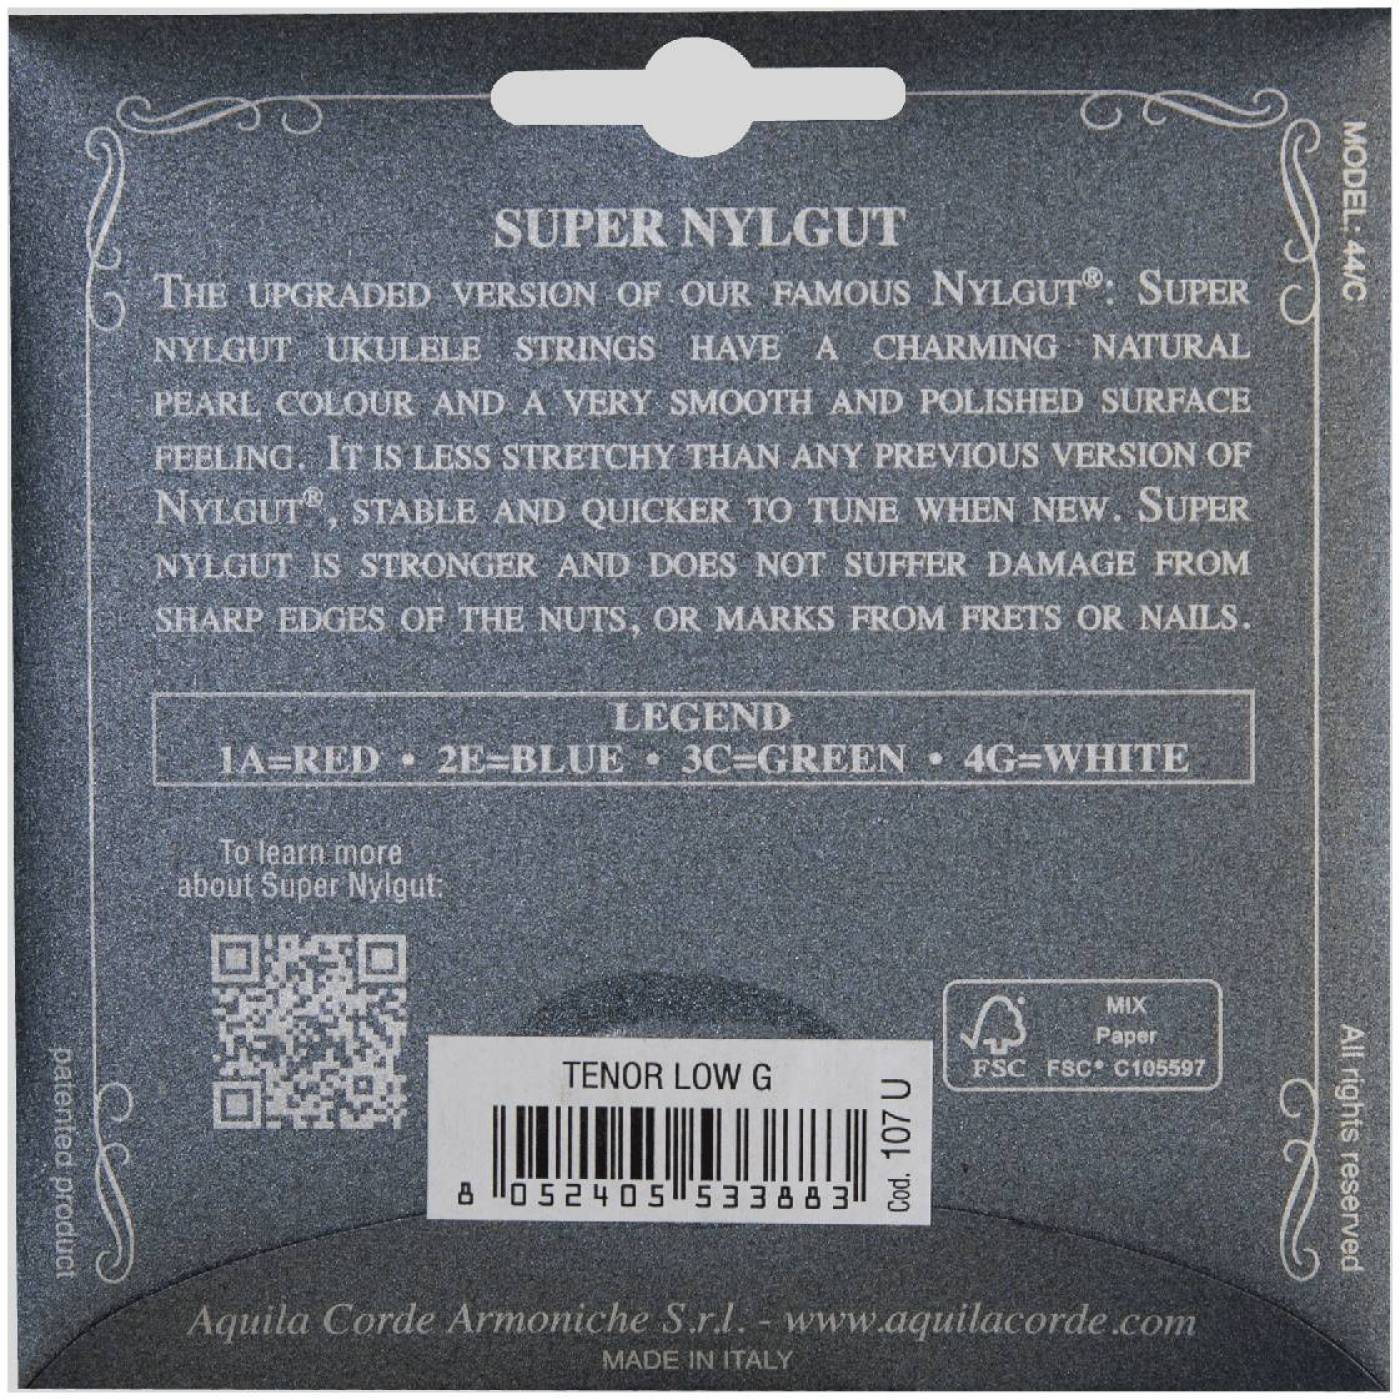 SUPER NYLGUT
THE UPGRADED VERSION OF OUR FAMOUS NYLGUT®: SUPER
NYLGUT UKULELE STRINGS HAVE A CHARMING NATURAL
PEARL COLOUR AND A VERY SMOOTH AND POLISHED SURFACE
FEELING. IT IS LESS STRETCHY THAN ANY PREVIOUS VERSION OF
NYLGUT®, STABLE AND QUICKER TO TUNE WHEN NEW. SUPER
NYLGUT IS STRONGER AND DOES NOT SUFFER DAMAGE FROM
SHARP EDGES OF THE NUTS, OR MARKS FROM FRETS OR NAILS.
MODEL: 44/C
LEGEND
1A=RED • 2E=BLUE • 3C=GREEN • 4G=WHITE
To learn more
about Super Nylgut:
MIX
Paper
FSC
FSC® C105597
TENOR LOW G
8 052405 533883
Cod. 107 U
patented product
All rights reserved
Aquila Corde Armoniche S.r.l. - www.aquilacorde.com
MADE IN ITALY